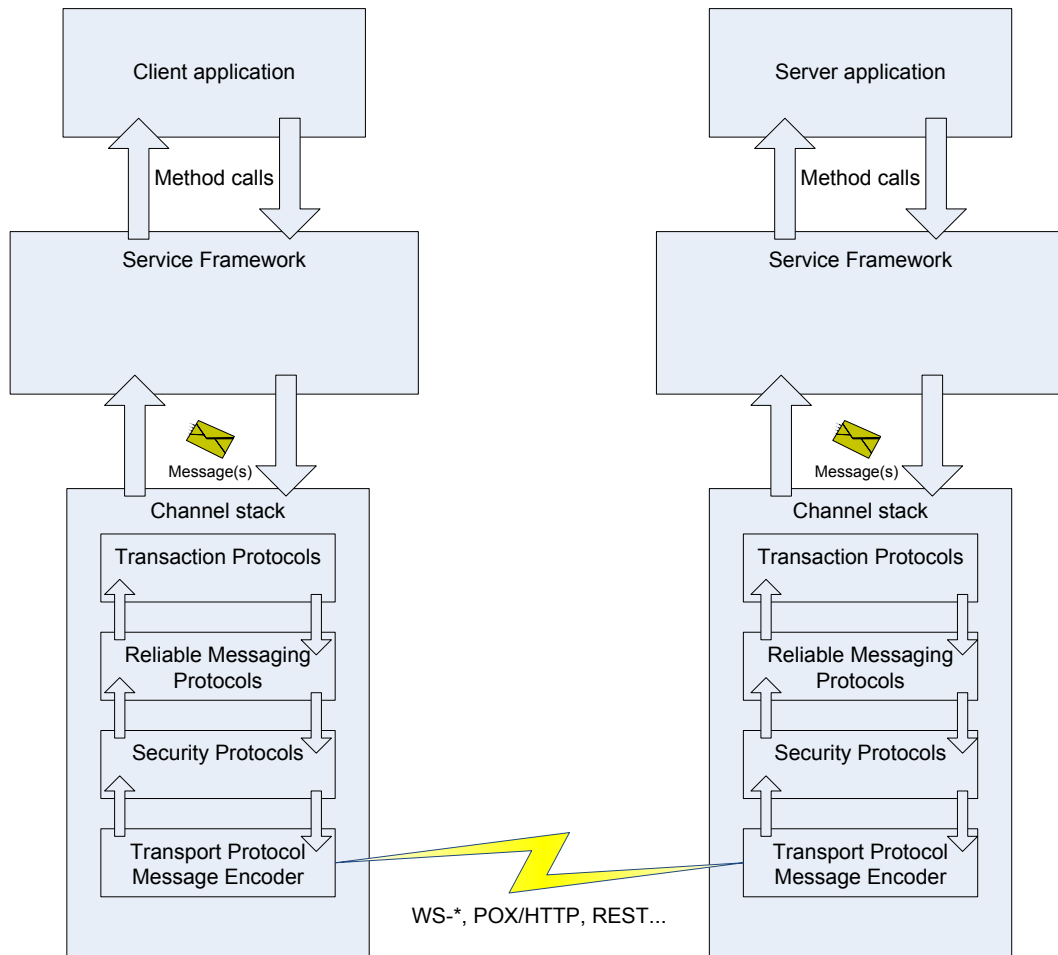 Client application
Server application
Method calls
Method calls
Service Framework
Service Framework
Message(s)
Message(s)
Channel stack
Channel stack
Transaction Protocols
Transaction Protocols
Reliable Messaging
Protocols
Reliable Messaging
Protocols
Security Protocols
Security Protocols
Transport Protocol
Message Encoder
Transport Protocol
Message Encoder
WS-*, POX/HTTP, REST...